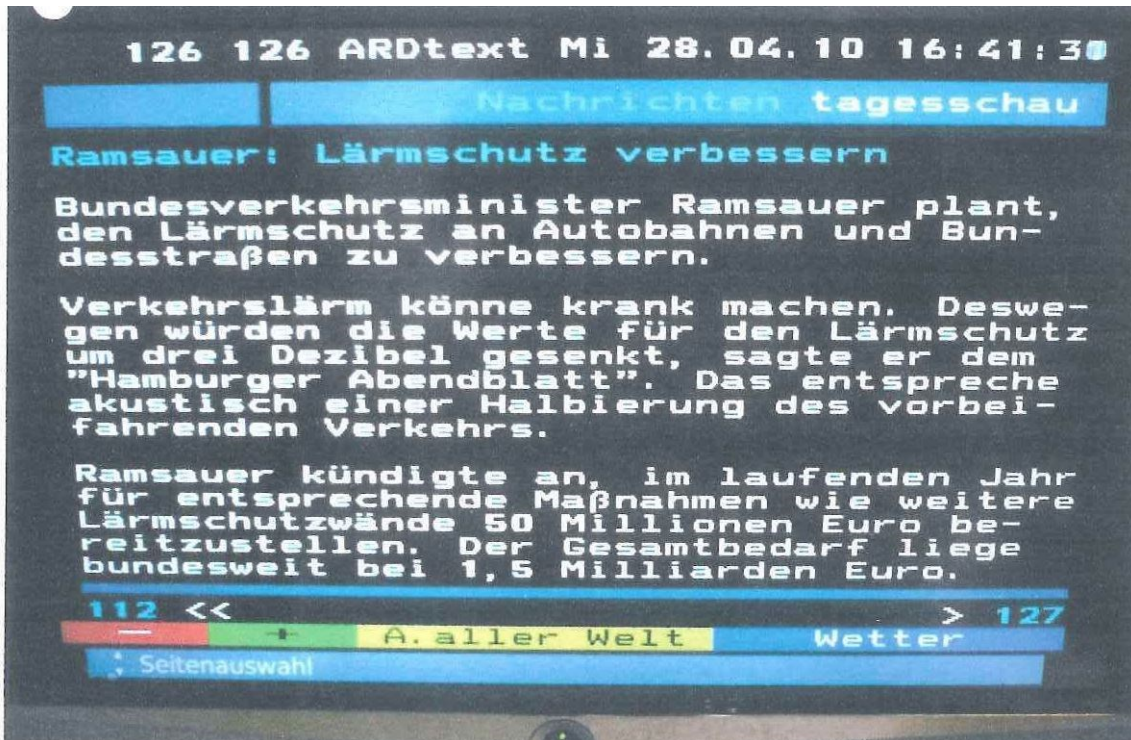 126 126 ARDtext Mi 28.04.10 16:41:30
Nachrichten tagesschau
Ramsauer: Lärmschutz verbessern
Bundesverkehrsminister Ramsauer plant,
den Lärmschutz an Autobahnen und Bun-
desstraßen zu verbessern.
Verkehrslärm könne krank machen. Deswe-
gen würden die Werte für den Lärmschutz
um drei Dezibel gesenkt, sagte er dem
"Hamburger Abendblatt". Das entspreche
akustisch einer Halbierung des vorbei-
fahrenden Verkehrs.
Ramsauer kündigte an, im laufenden Jahr
für entsprechende Maßnahmen wie weitere
Lärmschutzwände 50 Millionen Euro be-
reitzustellen. Der Gesamtbedarf liege
bundesweit bei 1,5 Milliarden Euro.
112 << > 127
- + A.aller Welt Wetter
Seitenauswahl